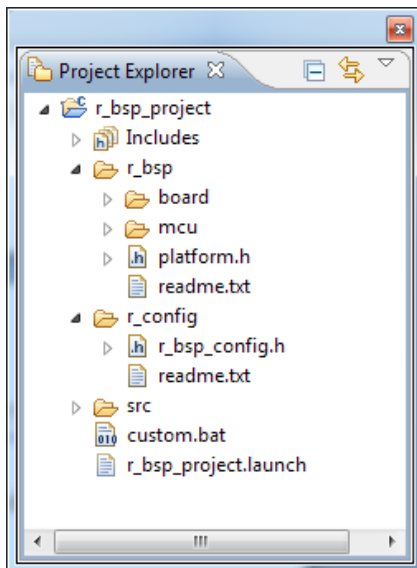 Project Explorer
r_bsp_project
Includes
r_bsp
board
mcu
platform.h
readme.txt
r_config
r_bsp_config.h
readme.txt
src
custom.bat
r_bsp_project.launch